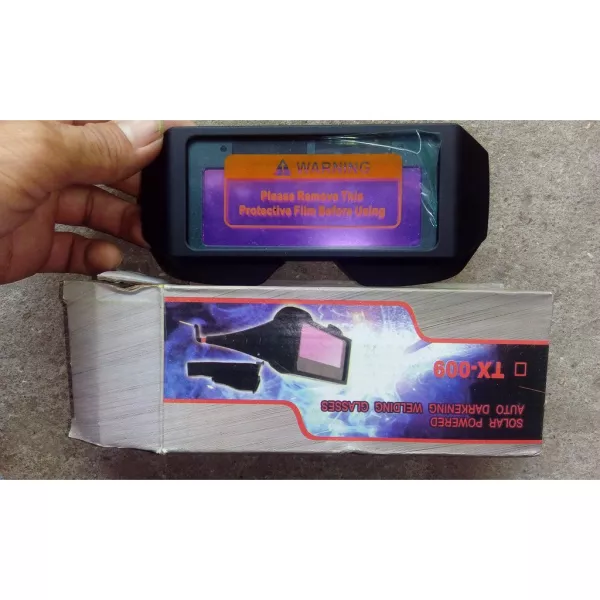 ⚠ WARNING
Please Remove This
Protective Film Before Using
TX-009
SOLAR POWERED
AUTO DARKENING WELDING GLASSES